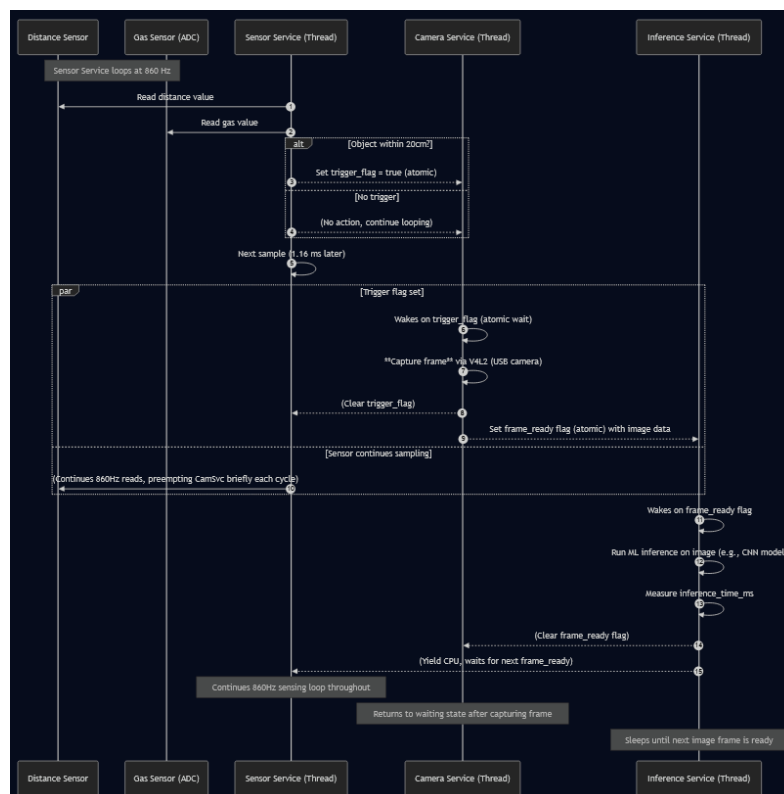 Distance Sensor
Gas Sensor (ADC)
Sensor Service (Thread)
Camera Service (Thread)
Inference Service (Thread)
Sensor Service loops at 860 Hz
Read distance value
1
Read gas value
2
alt
[Object within 20cm?]
Set trigger_flag = true (atomic)
3
[No trigger]
(No action, continue looping)
4
Next sample (1.16 ms later)
5
par
[Trigger flag set]
Wakes on trigger_flag (atomic wait)
6
**Capture frame** via V4L2 (USB camera)
7
(Clear trigger_flag)
8
Set frame_ready flag (atomic) with image data
9
[Sensor continues sampling]
(Continues 860Hz reads, preempting CamSvc briefly each cycle)
10
Wakes on frame_ready flag
11
Run ML inference on image (e.g., CNN model
12
Measure inference_time_ms
13
(Clear frame_ready flag)
14
(Yield CPU, waits for next frame_ready)
15
Continues 860Hz sensing loop throughout
Returns to waiting state after capturing frame
Sleeps until next image frame is ready
Distance Sensor
Gas Sensor (ADC)
Sensor Service (Thread)
Camera Service (Thread)
Inference Service (Thread)